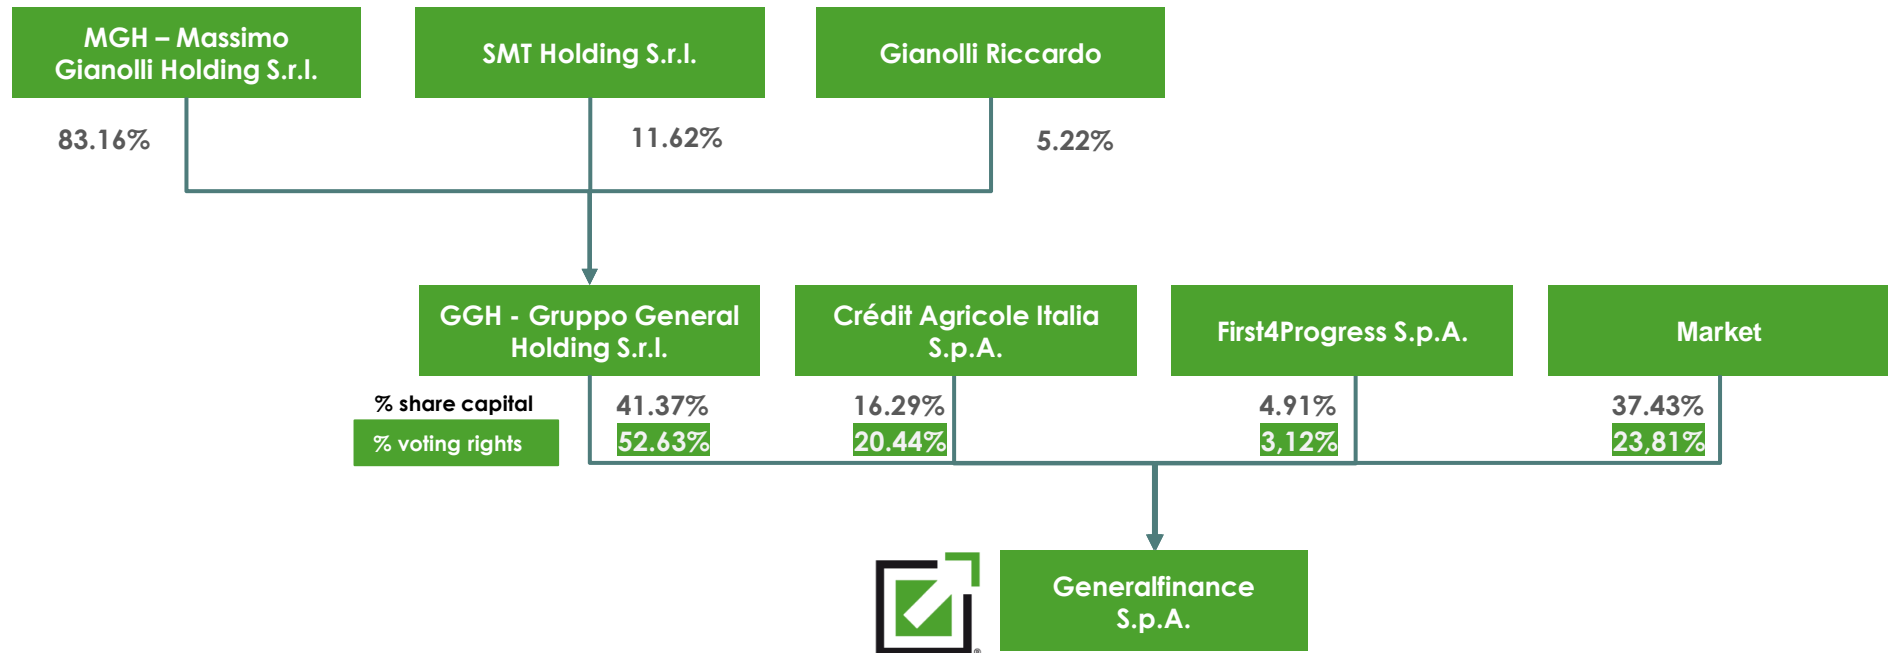 MGH – Massimo
Gianolli Holding S.r.l.
SMT Holding S.r.l.
Gianolli Riccardo
83.16%
11.62%
5.22%
GGH - Gruppo General
Holding S.r.l.
Crédit Agricole Italia
S.p.A.
First4Progress S.p.A.
Market
% share capital
41.37%
16.29%
4.91%
37.43%
% voting rights
52.63%
20.44%
3,12%
23,81%
Generalfinance
S.p.A.
®